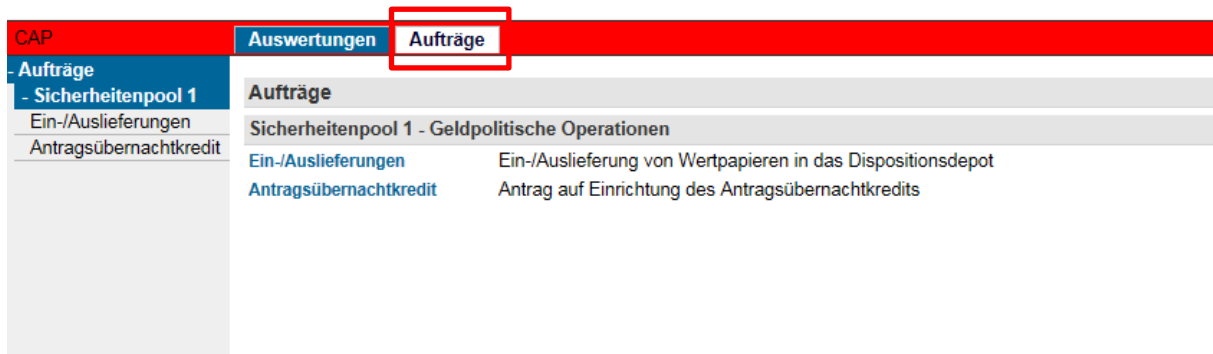 CAP
Auswertungen Aufträge
- Aufträge
- Sicherheitenpool 1
Ein-/Auslieferungen
Antragsübernachtkredit
Aufträge
Sicherheitenpool 1 - Geldpolitische Operationen
Ein-/Auslieferungen Ein-/Auslieferung von Wertpapieren in das Dispositionsdepot
Antragsübernachtkredit Antrag auf Einrichtung des Antragsübernachtkredits